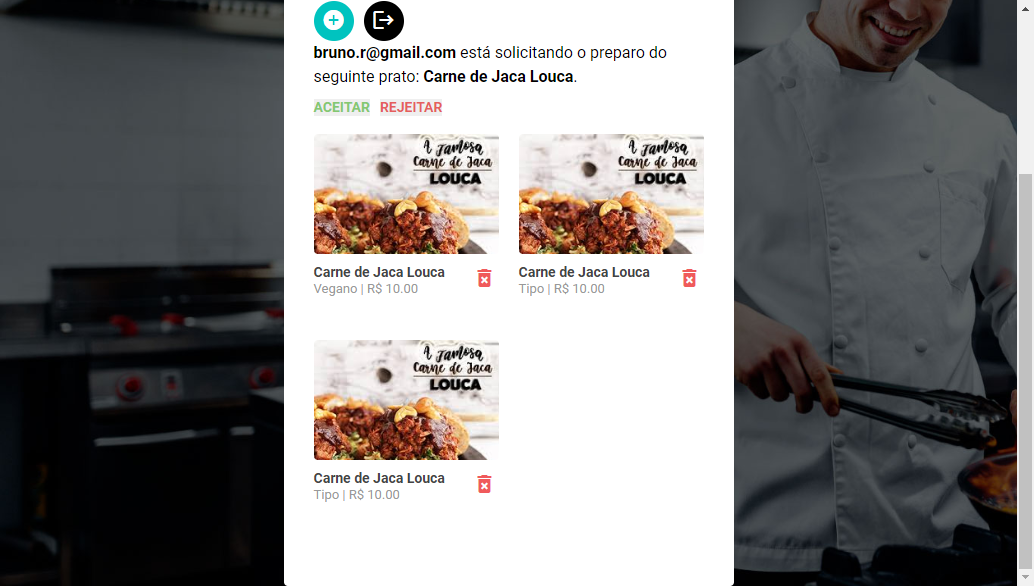 bruno.r@gmail.com está solicitando o preparo do
seguinte prato: Carne de Jaca Louca.
ACEITAR REJEITAR
A Famosa
Carne de Jaca
LOUCA
A Famosa
Carne de Jaca
LOUCA
Carne de Jaca Louca
Vegano | R$ 10.00
Carne de Jaca Louca
Tipo | R$ 10.00
A Famosa
Carne de Jaca
LOUCA
Carne de Jaca Louca
Tipo | R$ 10.00